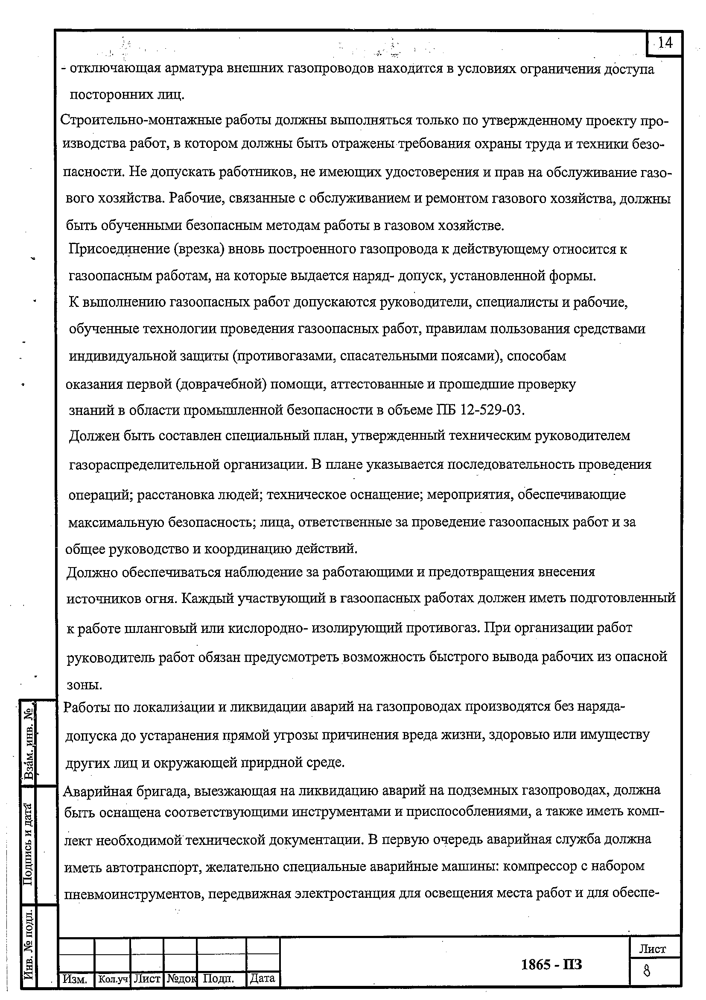 14
- отключающая арматура внешних газопроводов находится в условиях ограничения доступа
посторонних лиц.
Строительно-монтажные работы должны выполняться только по утвержденному проекту про-
изводства работ, в котором должны быть отражены требования охраны труда и техники безо-
пасности. Не допускать работников, не имеющих удостоверения и прав на обслуживание газо-
вого хозяйства. Рабочие, связанные с обслуживанием и ремонтом газового хозяйства, должны
быть обученными безопасным методам работы в газовом хозяйстве.
Присоединение (врезка) вновь построенного газопровода к действующему относится к
газоопасным работам, на которые выдается наряд- допуск, установленной формы.
К выполнению газоопасных работ допускаются руководители, специалисты и рабочие,
обученные технологии проведения газоопасных работ, правилам пользования средствами
индивидуальной защиты (противогазами, спасательными поясами), способам
оказания первой (доврачебной) помощи, аттестованные и прошедшие проверку
знаний в области промышленной безопасности в объеме ПБ 12-529-03.
Должен быть составлен специальный план, утвержденный техническим руководителем
газораспределительной организации. В плане указывается последовательность проведения
операций; расстановка людей; техническое оснащение; мероприятия, обеспечивающие
максимальную безопасность; лица, ответственные за проведение газоопасных работ и за
общее руководство и координацию действий.
Должно обеспечиваться наблюдение за работающими и предотвращения внесения
источников огня. Каждый участвующий в газоопасных работах должен иметь подготовленный
к работе шланговый или кислородно- изолирующий противогаз. При организации работ
руководитель работ обязан предусмотреть возможность быстрого вывода рабочих из опасной
зоны.
Работы по локализации и ликвидации аварий на газопроводах производятся без наряда-
допуска до устаранения прямой угрозы причинения вреда жизни, здоровью или имуществу
других лиц и окружающей прирдной среде.
Аварийная бригада, выезжающая на ликвидацию аварий на подземных газопроводах, должна
быть оснащена соответствующими инструментами и приспособлениями, а также иметь комп-
лект необходимой технической документации. В первую очередь аварийная служба должна
иметь автотранспорт, желательно специальные аварийные машины: компрессор с набором
пневмоинструментов, передвижная электростанция для освещения места работ и для обеспе-
Взам. инв. №
Подпись и дата
Инв. № подл.
Изм. Кол.уч Лист №док Подп. Дата
1865 - ПЗ
Лист
8